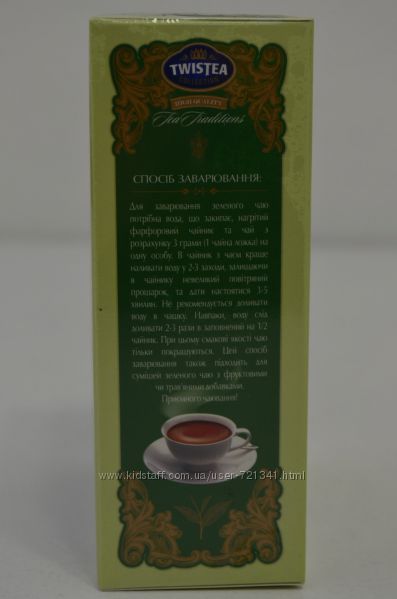 TWISTEA
COLLECTION
HIGH QUALITY
Tea Traditions
СПОСІБ ЗАВАРЮВАННЯ:
Для заварювання зеленого чаю
потрібна вода, що закипає, нагрітий
фарфоровий чайник та чай з
розрахунку 3 грами (1 чайна ложка) на
одну особу. В чайник з чаєм краще
наливати воду у 2-3 заходи, залишаючи
в чайнику невеликий повітряний
прошарок, та дати настоятися 3-5
хвилин. Не рекомендується доливати
воду в чашку. Навпаки, воду слід
доливати 2-3 рази в заповнений на 1/2
чайник. При цьому смакові якості чаю
тільки покращуються. Цей спосіб
заварювання також підходить для
сумішей зеленого чаю з фруктовими
чи трав'яними добавками.
Приємного чаювання!
www.kidstaff.com.ua/user-721341.html